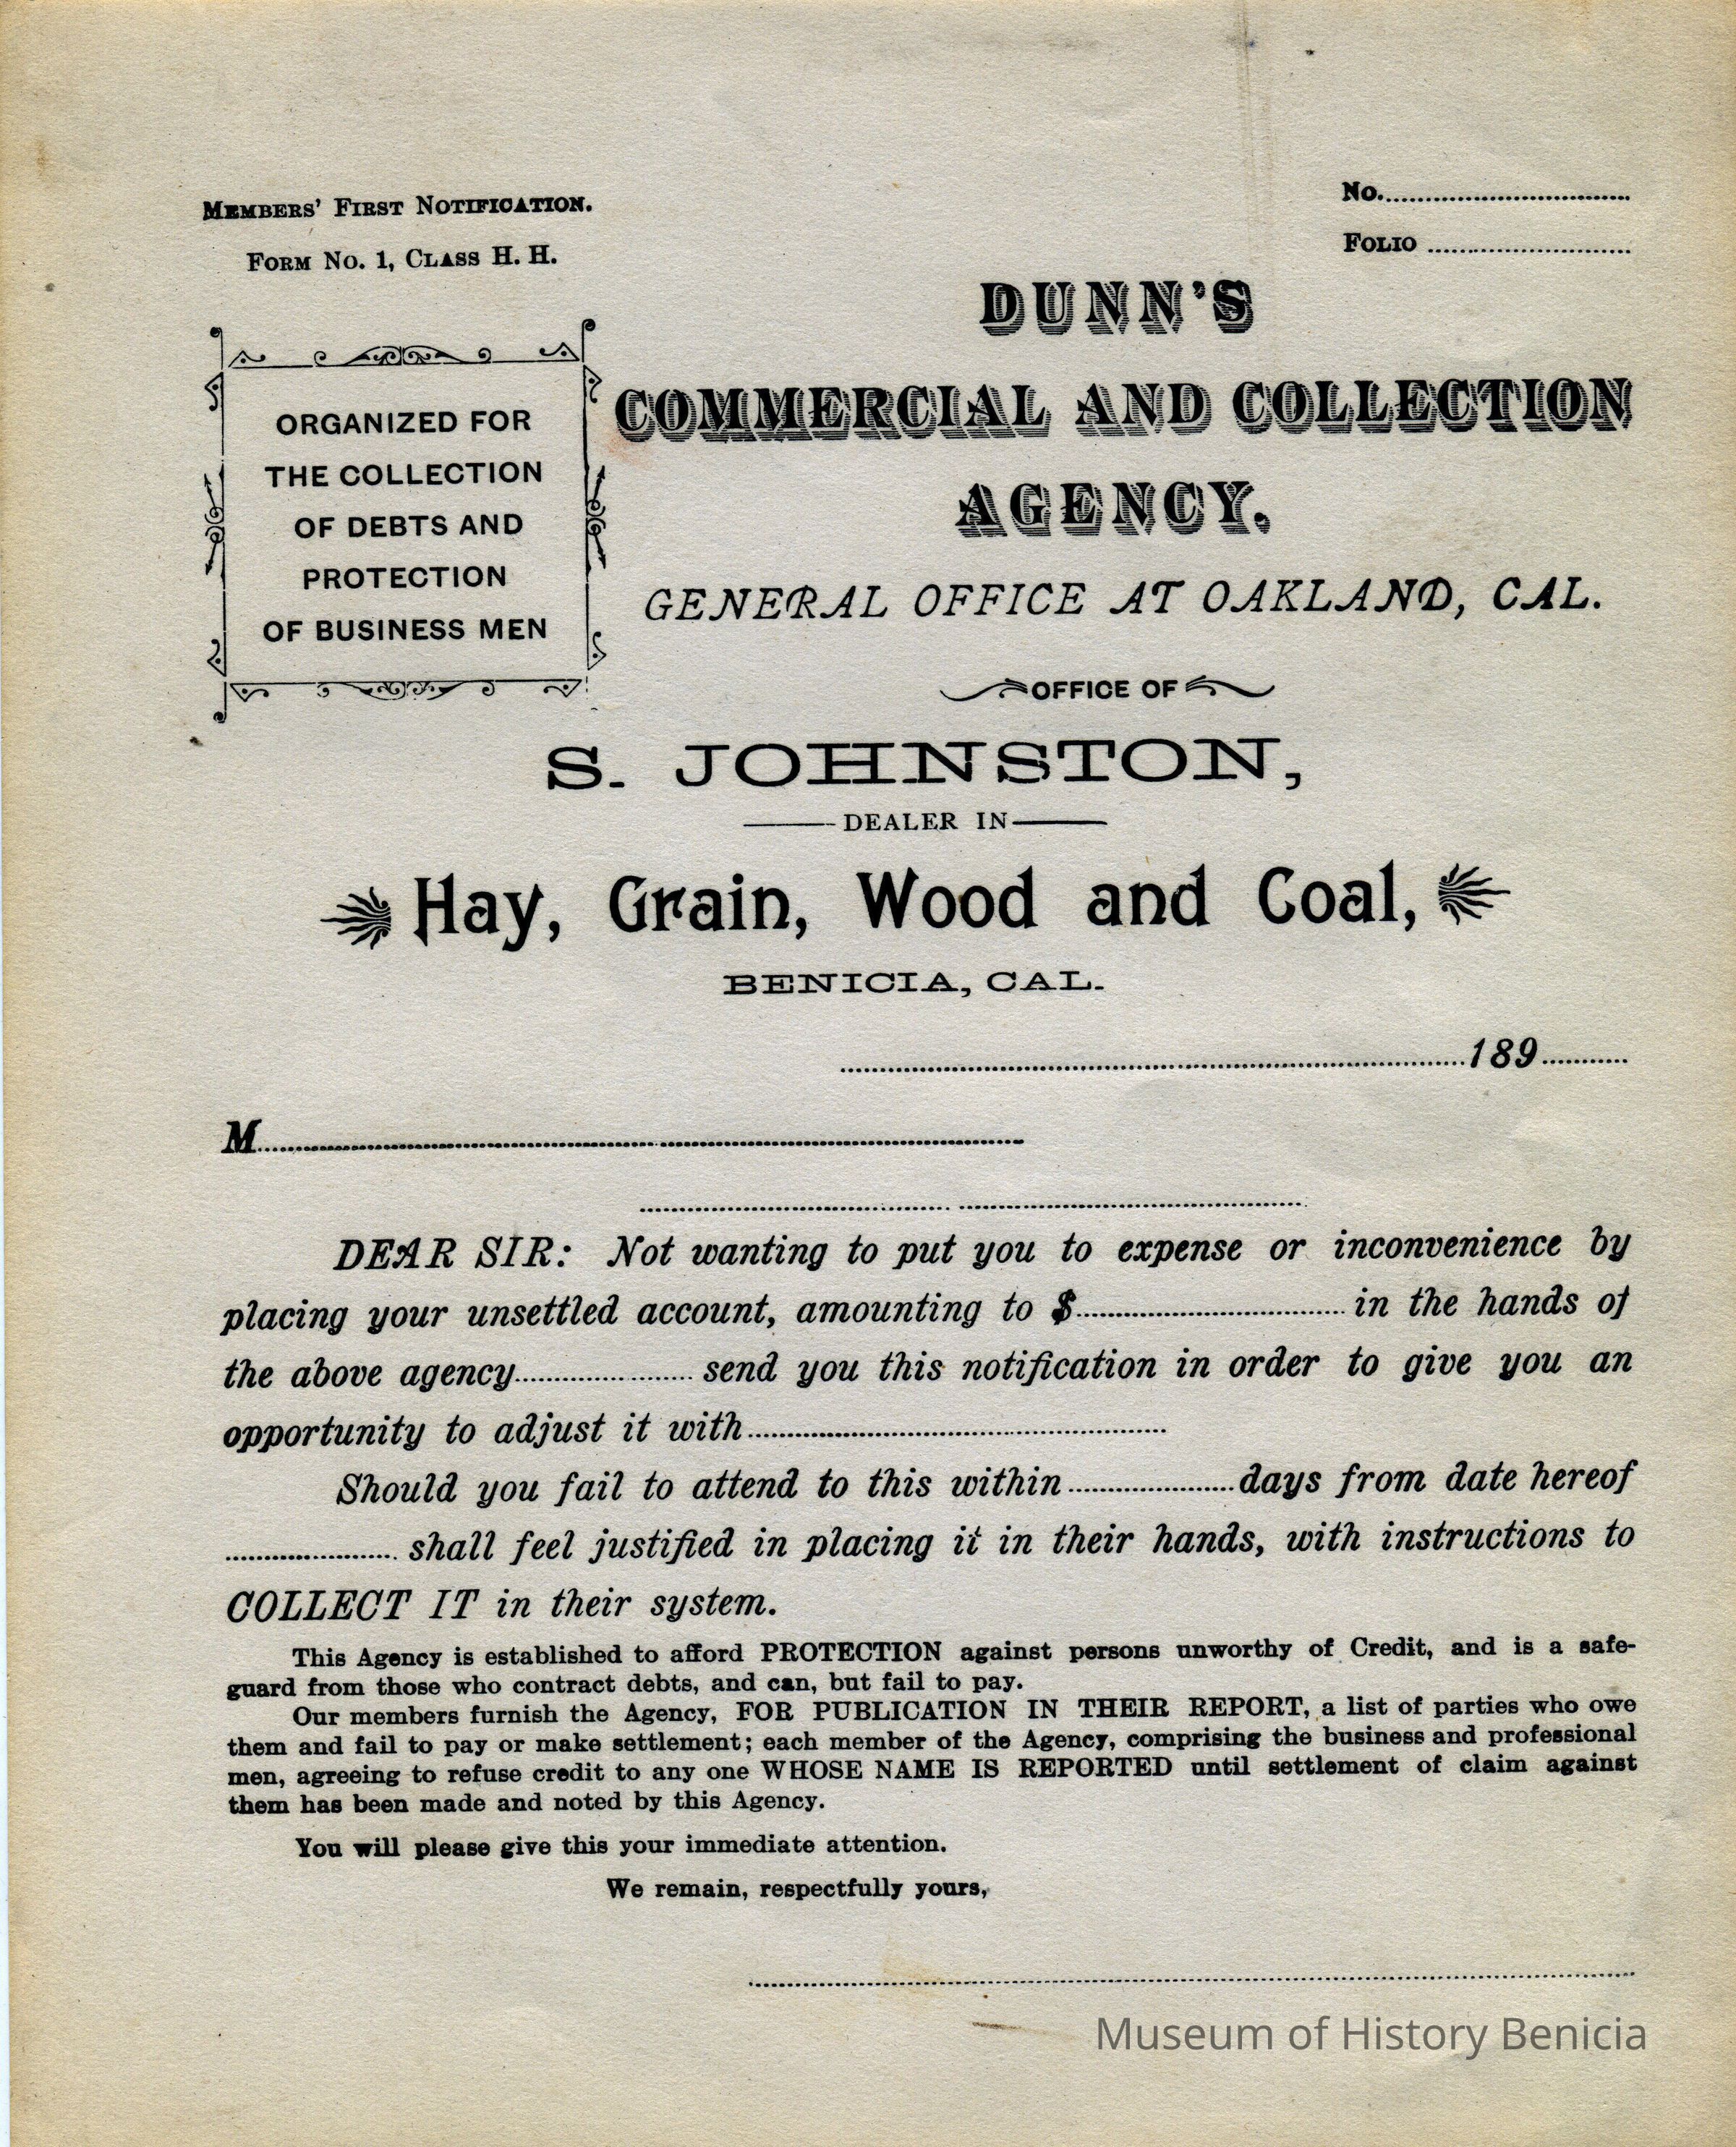 MEMBERS' FIRST NOTIFICATION.
FORM NO. 1, CLASS H. H.
NO.
FOLIO
ORGANIZED FOR
THE COLLECTION
OF DEBTS AND
PROTECTION
OF BUSINESS MEN
DUNN'S
COMMERCIAL AND COLLECTION
AGENCY.
GENERAL OFFICE AT OAKLAND, CAL.
OFFICE OF
S. JOHNSTON,
DEALER IN
Hay, Grain, Wood and Coal,
BENICIA, CAL.
189
M
DEAR SIR: Not wanting to put you to expense or inconvenience by
placing your unsettled account, amounting to $ in the hands of
the above agency send you this notification in order to give you an
opportunity to adjust it with
Should you fail to attend to this within days from date hereof
shall feel justified in placing it in their hands, with instructions to
COLLECT IT in their system.
This Agency is established to afford PROTECTION against persons unworthy of Credit, and is a safe-
guard from those who contract debts, and can, but fail to pay.
Our members furnish the Agency, FOR PUBLICATION IN THEIR REPORT, a list of parties who owe
them and fail to pay or make settlement; each member of the Agency, comprising the business and professional
men, agreeing to refuse credit to any one WHOSE NAME IS REPORTED until settlement of claim against
them has been made and noted by this Agency.
You will please give this your immediate attention.
We remain, respectfully yours,
Museum of History Benicia